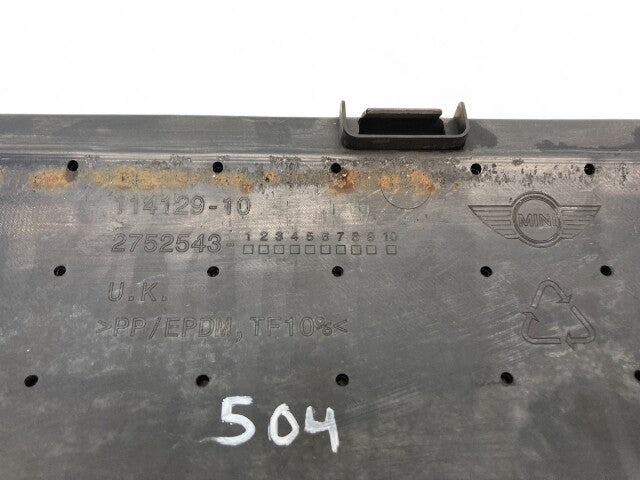 114129-10
MINI
2752543- 1 2 3 4 5 6 7 8 9 10
U.K.
>PP/EPDM, TF10%<
504